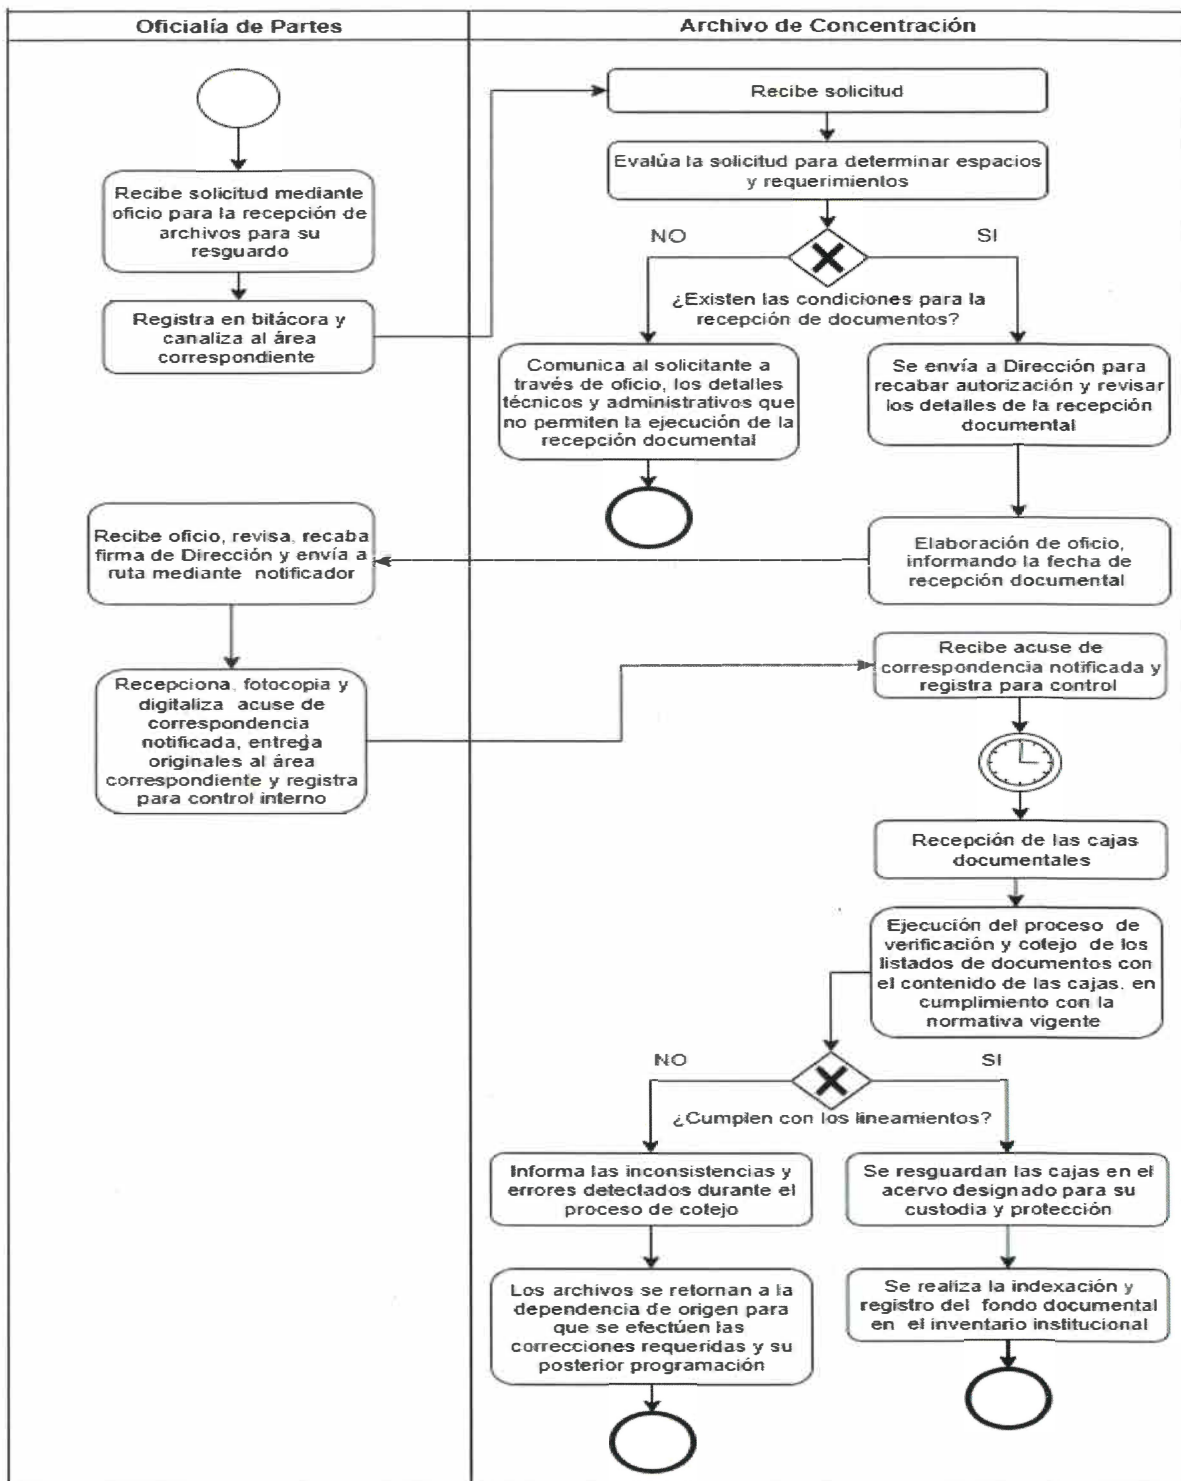 Oficialía de Partes
Archivo de Concentración
Recibe solicitud mediante
oficio para la recepción de
archivos para su
resguardo
Registra en bitácora y
canaliza al área
correspondiente
Recibe solicitud
Evalúa la solicitud para determinar espacios
y requerimientos
NO
SI
¿Existen las condiciones para la
recepción de documentos?
Comunica al solicitante a
través de oficio, los detalles
técnicos y administrativos que
no permiten la ejecución de la
recepción documental
Se envía a Dirección para
recabar autorización y revisar
los detalles de la recepción
documental
Elaboración de oficio,
informando la fecha de
recepción documental
Recibe oficio, revisa, recaba
firma de Dirección y envía a
ruta mediante notificador
Recepciona, fotocopia y
digitaliza acuse de
correspondencia
notificada, entrega
originales al área
correspondiente y registra
para control interno
Recibe acuse de
correspondencia notificada y
registra para control
Recepción de las cajas
documentales
Ejecución del proceso de
verificación y cotejo de los
listados de documentos con
el contenido de las cajas, en
cumplimiento con la
normativa vigente
NO
SI
¿Cumplen con los lineamientos?
Informa las inconsistencias y
errores detectados durante el
proceso de cotejo
Los archivos se retornan a la
dependencia de origen para
que se efectúen las
correcciones requeridas y su
posterior programación
Se resguardan las cajas en el
acervo designado para su
custodia y protección
Se realiza la indexación y
registro del fondo documental
en el inventario institucional